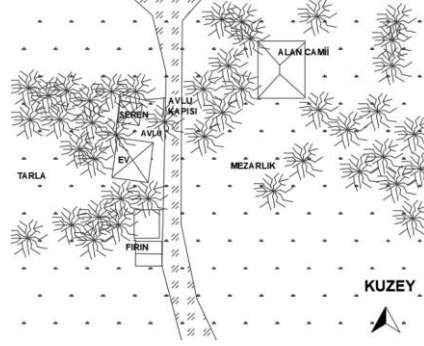 ALAN CAMİİ
AVLU
KAPISI
SEREN
AVLU
EV
MEZARLIK
TARLA
FIRIN
KUZEY